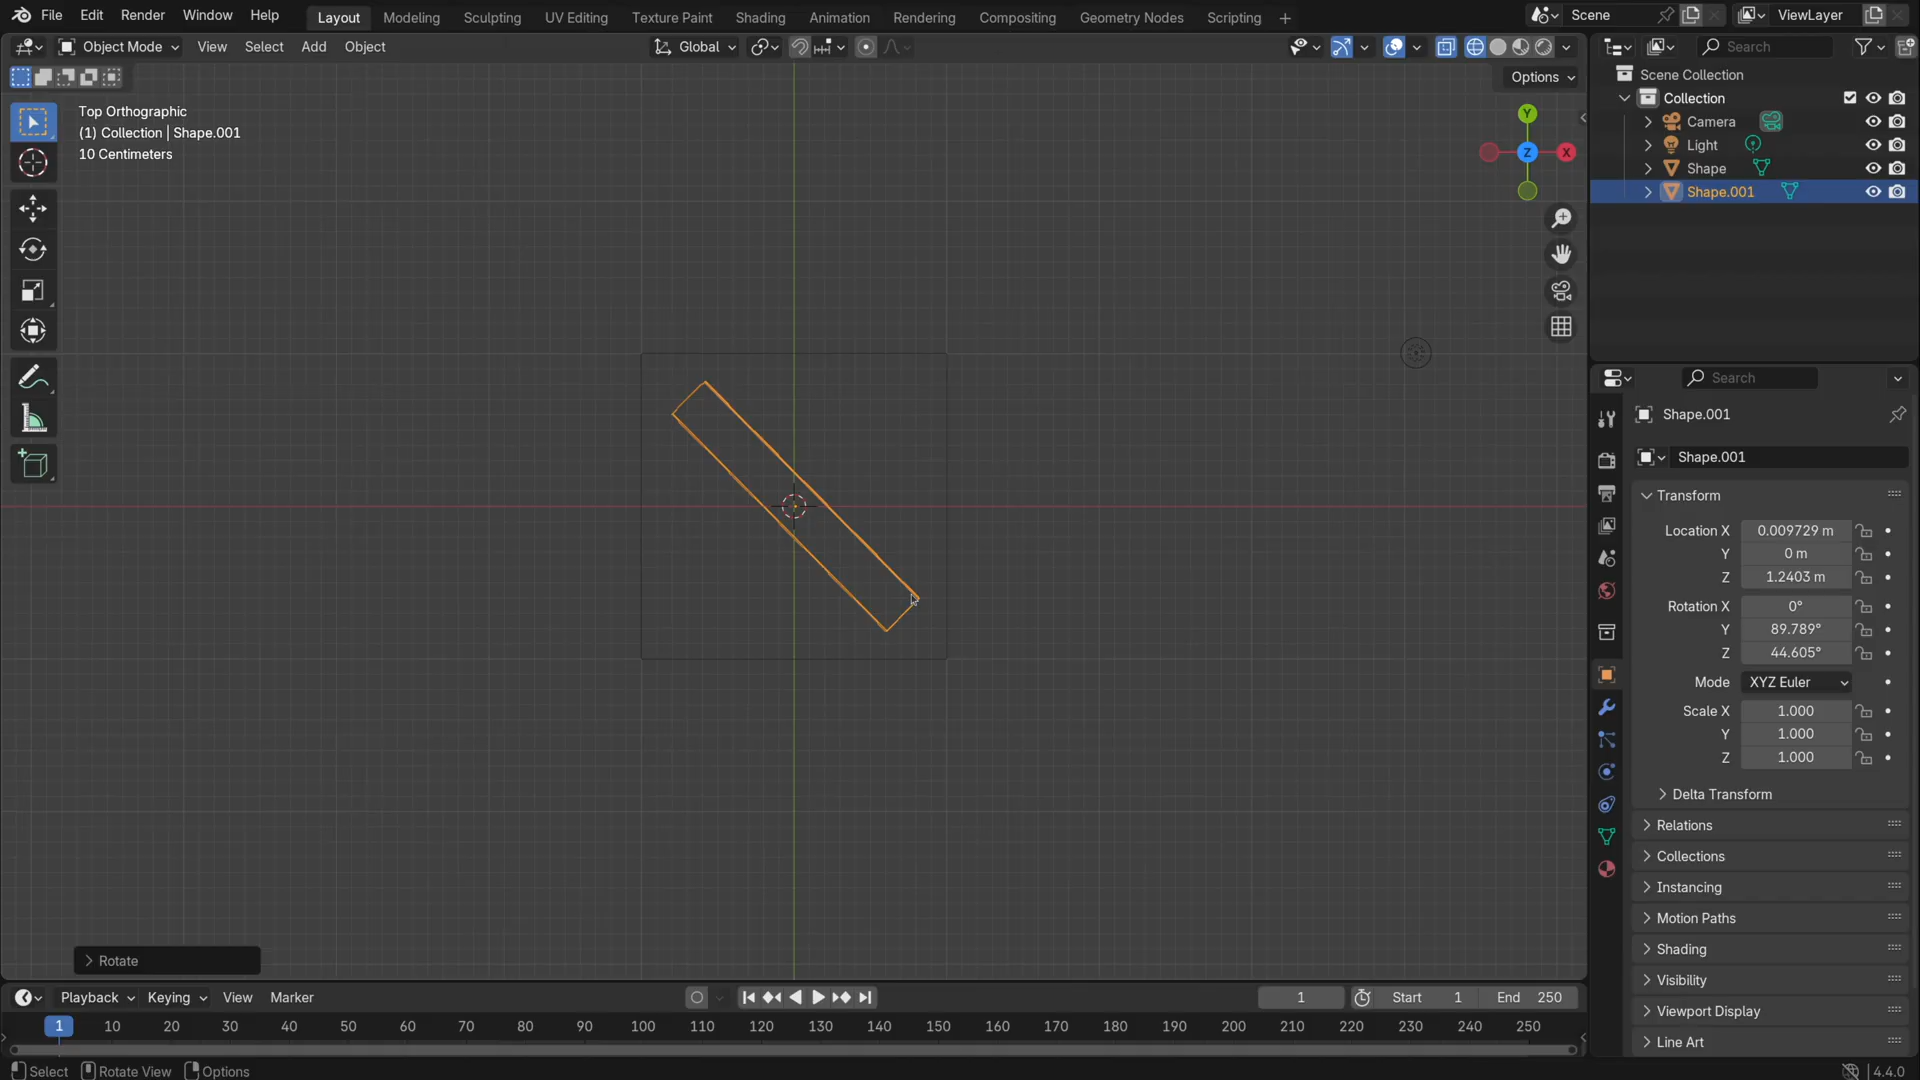 File Edit Render Window Help Layout Modeling Sculpting UV Editing Texture Paint Shading Animation Rendering Compositing Geometry Nodes Scripting + Scene ViewLayer
Object Mode View Select Add Object Global Search
Options
Top Orthographic
(1) Collection | Shape.001
10 Centimeters
Y
Z
X
Scene Collection
Collection
Camera
Light
Shape
Shape.001
Search
Shape.001
Shape.001
Transform
Location X 0.009729 m
Y 0 m
Z 1.2403 m
Rotation X 0°
Y 89.789°
Z 44.605°
Mode XYZ Euler
Scale X 1.000
Y 1.000
Z 1.000
Delta Transform
Relations
Collections
Instancing
Motion Paths
Shading
Visibility
Viewport Display
Line Art
Rotate
Playback Keying View Marker 1 Start 1 End 250
1 10 20 30 40 50 60 70 80 90 100 110 120 130 140 150 160 170 180 190 200 210 220 230 240 250
Select Rotate View Options 4.4.0